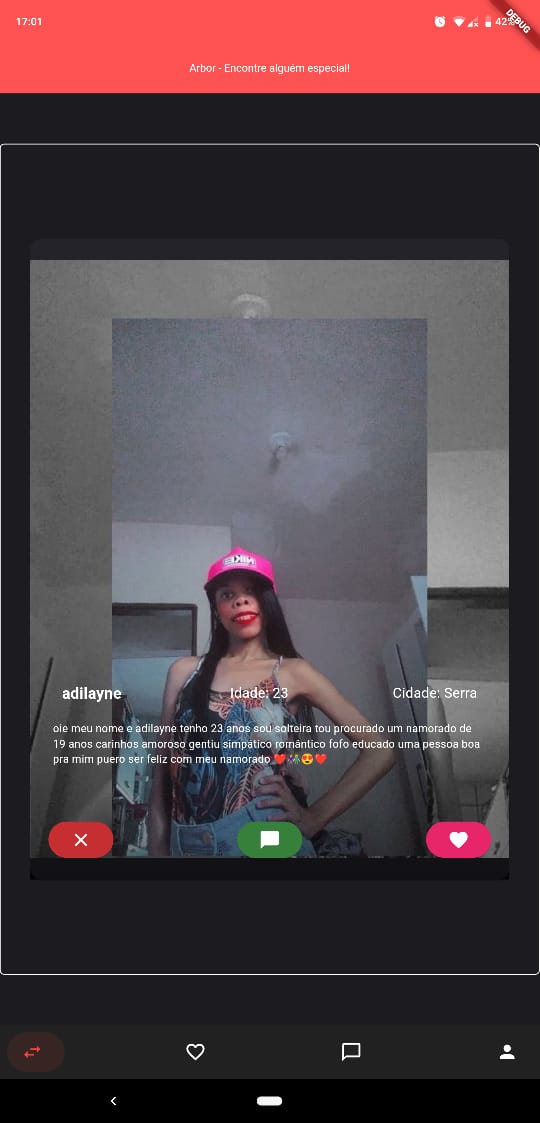 17:01
42%
DEBUG
Arbor - Encontre alguém especial!
NIKE
adilayne
Idade: 23
Cidade: Serra
oie meu nome e adilayne tenho 23 anos sou solteira tou procurado um namorado de
19 anos carinhos amoroso gentiu simpático romântico fofo educado uma pessoa boa
pra mim puero ser feliz com meu namorado ❤️👫😍❤️